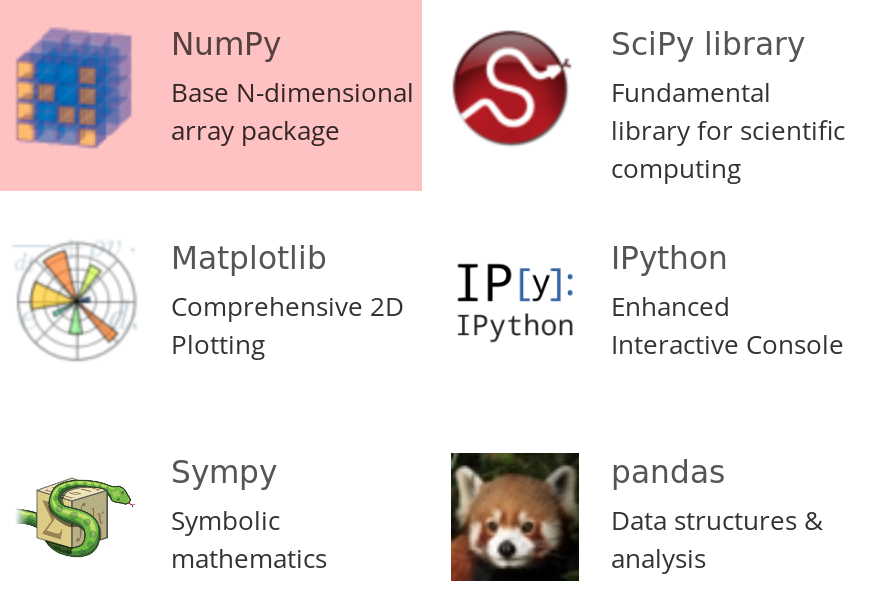 NumPy
Base N-dimensional
array package
SciPy library
Fundamental
library for scientific
computing
Matplotlib
Comprehensive 2D
Plotting
IP[y]:
IPython
IPython
Enhanced
Interactive Console
Sympy
Symbolic
mathematics
pandas
Data structures &
analysis